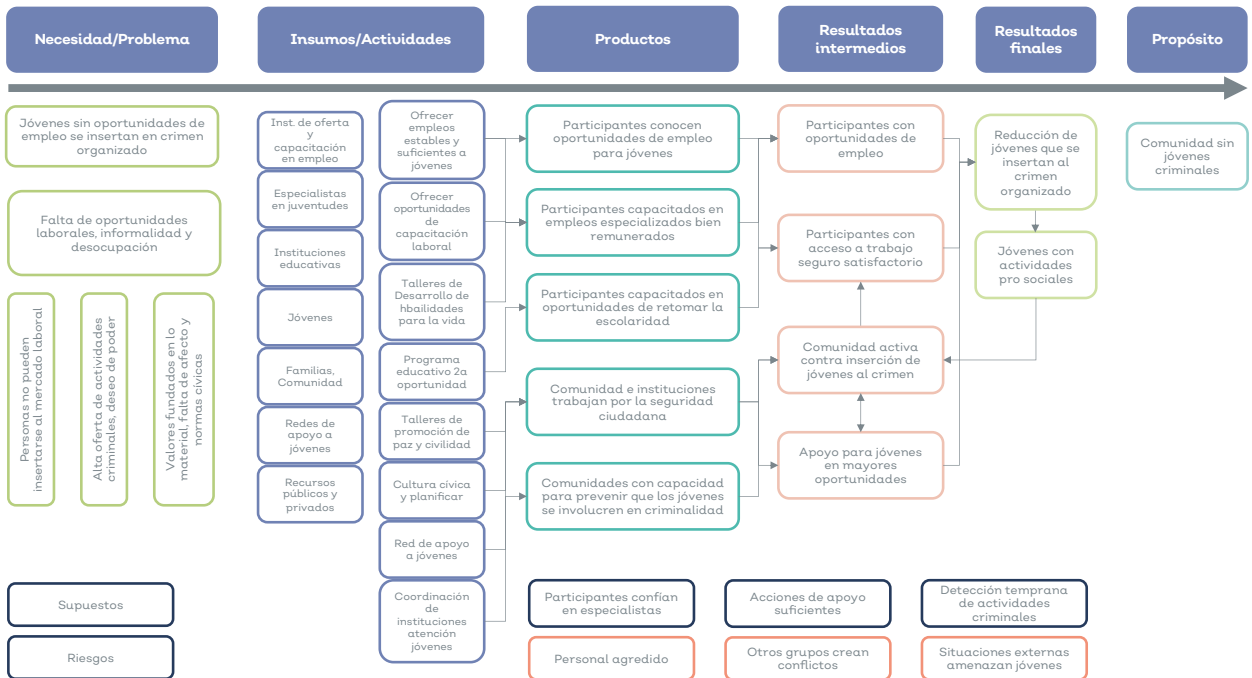 Necesidad/Problema
Insumos/Actividades
Productos
Resultados
intermedios
Resultados
finales
Propósito
Jóvenes sin oportunidades de
empleo se insertan en crimen
organizado
Falta de oportunidades
laborales, informalidad y
desocupación
Personas no pueden
insertarse al mercado laboral
Alta oferta de actividades
criminales, deseo de poder
Valores fundados en lo
material, falta de afecto y
normas cívicas
Inst. de oferta
y
capacitación
en empleo
Especialistas
en juventudes
Instituciones
educativas
Jóvenes
Familias,
Comunidad
Redes de
apoyo a
jóvenes
Recursos
públicos y
privados
Ofrecer
empleos
estables y
suficientes a
jóvenes
Ofrecer
oportunidades
de
capacitación
laboral
Talleres de
Desarrollo de
hbailidades
para la vida
Programa
educativo 2a
oportunidad
Talleres de
promoción de
paz y civilidad
Cultura cívica
y planificar
Red de apoyo
a jóvenes
Coordinación
de
instituciones
atención
jóvenes
Participantes conocen
oportunidades de empleo
para jóvenes
Participantes capacitados en
empleos especializados bien
remunerados
Participantes capacitados en
oportunidades de retomar la
escolaridad
Comunidad e instituciones
trabajan por la seguridad
ciudadana
Comunidades con capacidad
para prevenir que los jóvenes
se involucren en criminalidad
Participantes con
oportunidades de
empleo
Participantes con
acceso a trabajo
seguro satisfactorio
Comunidad activa
contra inserción de
jóvenes al crimen
Apoyo para jóvenes
en mayores
oportunidades
Reducción de
jóvenes que se
insertan al
crimen
organizado
Jóvenes con
actividades
pro sociales
Comunidad sin
jóvenes
criminales
Supuestos
Participantes confían
en especialistas
Acciones de apoyo
suficientes
Detección temprana
de actividades
criminales
Riesgos
Personal agredido
Otros grupos crean
conflictos
Situaciones externas
amenazan jóvenes